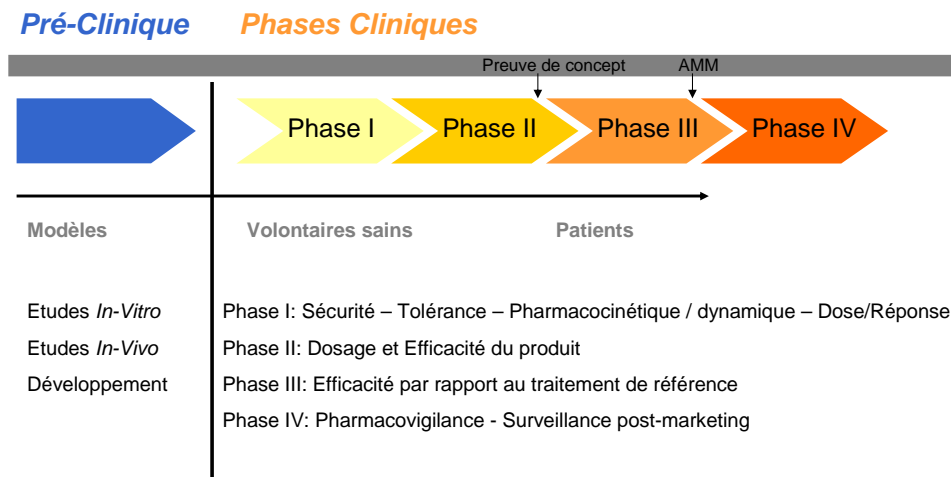 Pré-Clinique Phases Cliniques
Preuve de concept AMM
Phase I Phase II Phase III Phase IV
Modèles Volontaires sains Patients
Etudes In-Vitro Phase I: Sécurité – Tolérance – Pharmacocinétique / dynamique – Dose/Réponse
Etudes In-Vivo Phase II: Dosage et Efficacité du produit
Développement Phase III: Efficacité par rapport au traitement de référence
Phase IV: Pharmacovigilance - Surveillance post-marketing